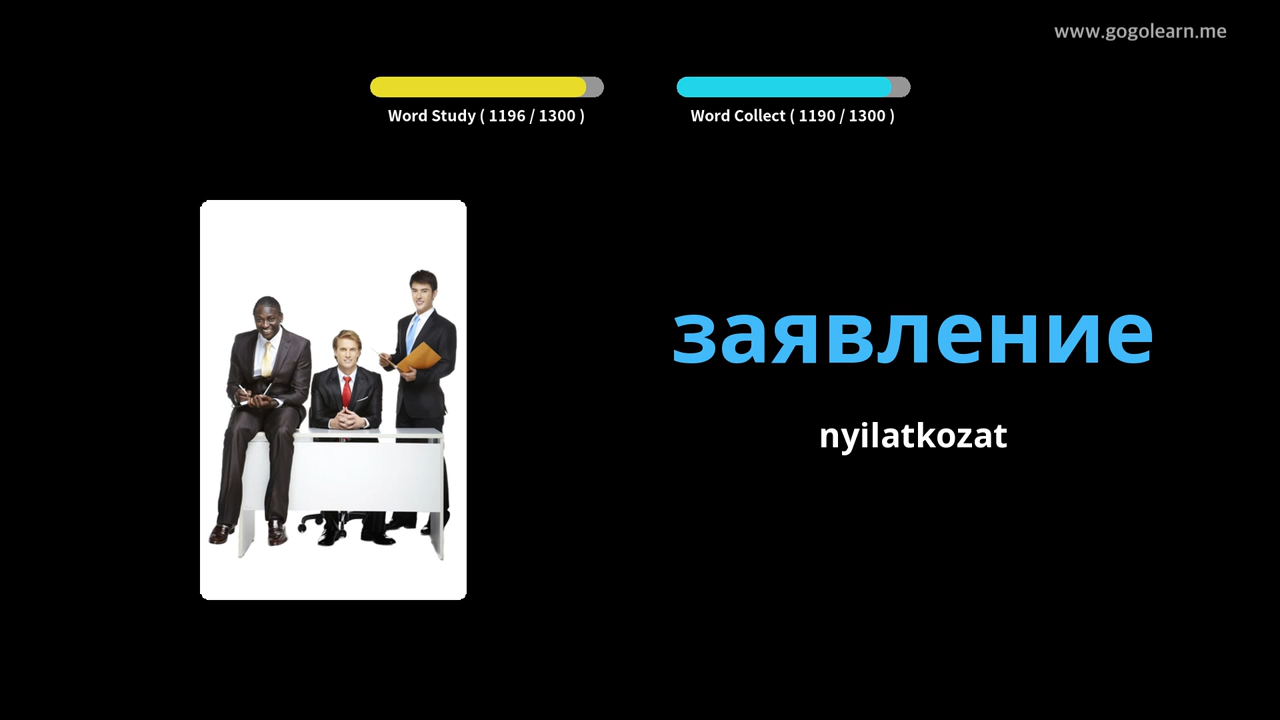 www.gogolearn.me
Word Study ( 1196 / 1300 )
Word Collect ( 1190 / 1300 )
заявление
nyilatkozat